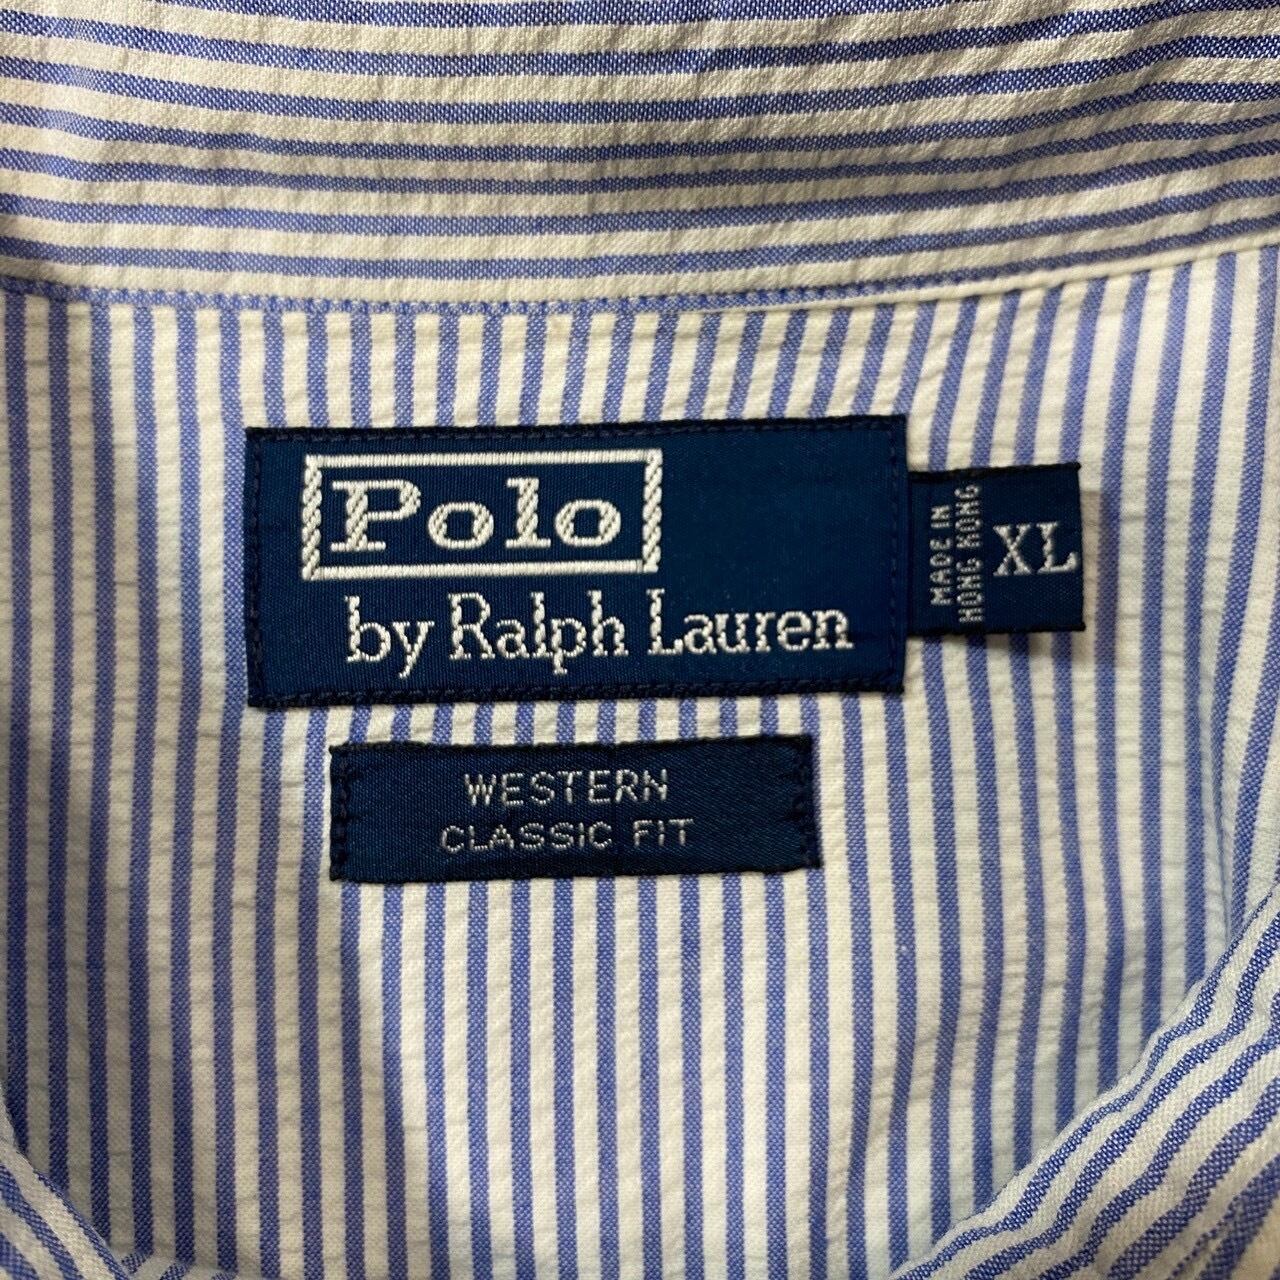 Polo
by Ralph Lauren
MADE IN
HONG KONG
XL
WESTERN
CLASSIC FIT